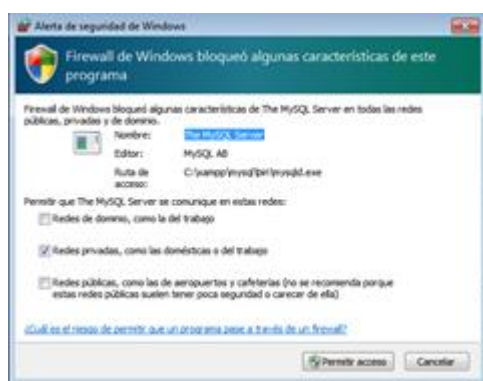 Alerta de seguridad de Windows
Firewall de Windows bloqueó algunas características de este
programa
Firewall de Windows bloqueó algunas características de The MySQL Server en todas las redes
públicas, privadas y de dominio.
Nombre: The MySQL Server
Editor: MySQL AB
Ruta de acceso: C:\xampp\mysql\bin\mysqld.exe
Permitir que The MySQL Server se comunique en estas redes:
Redes de dominio, como la del trabajo
Redes privadas, como las domésticas o del trabajo
Redes públicas, como las de aeropuertos y cafeterías (no se recomienda porque
estas redes públicas suelen tener poca seguridad o carecer de ella)
¿Cuál es el riesgo de permitir que un programa pase a través de un firewall?
Permitir acceso Cancelar